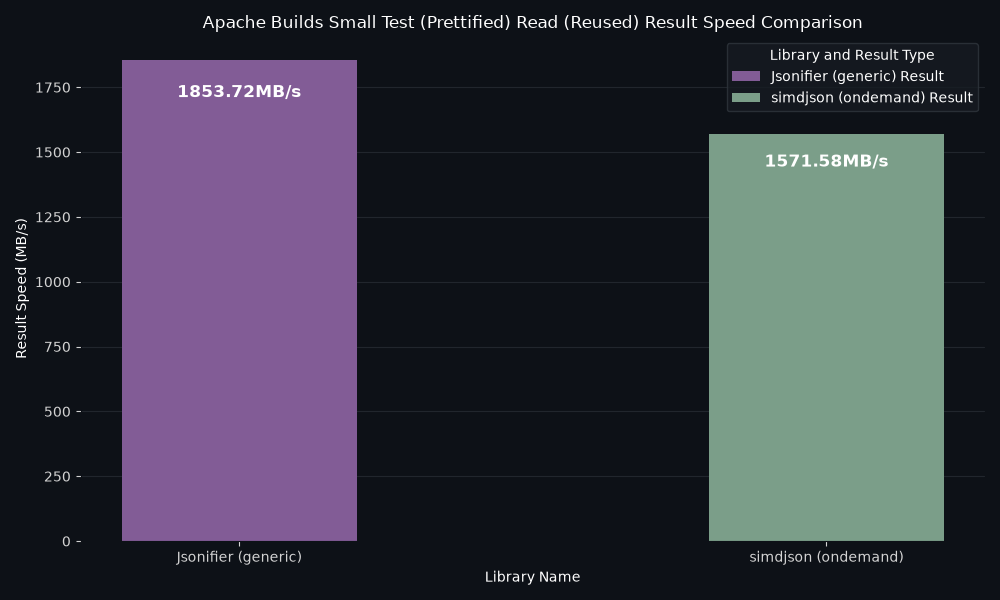 Apache Builds Small Test (Prettified) Read (Reused) Result Speed Comparison
Library and Result Type
Jsonifier (generic) Result
simdjson (ondemand) Result
1853.72MB/s
1571.58MB/s
Result Speed (MB/s)
1750
1500
1250
1000
750
500
250
0
Jsonifier (generic)
simdjson (ondemand)
Library Name